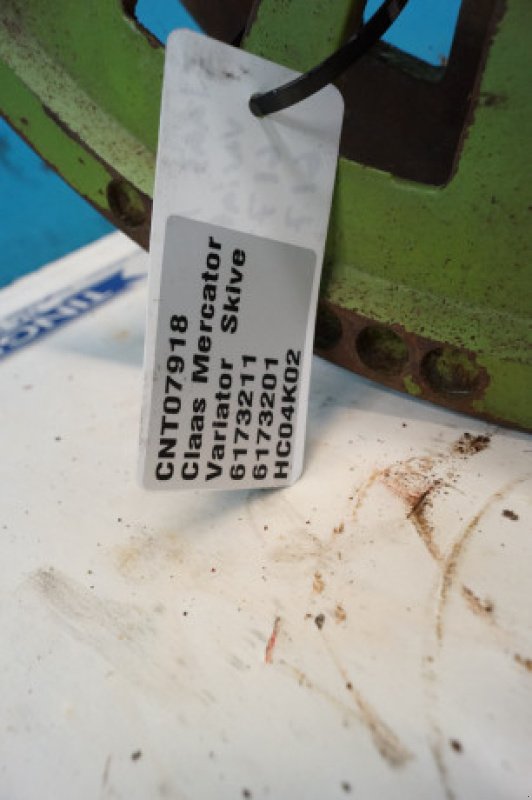 CNT07918
Claas Mercator
Variator Skive
6173211
6173201
HC04K02